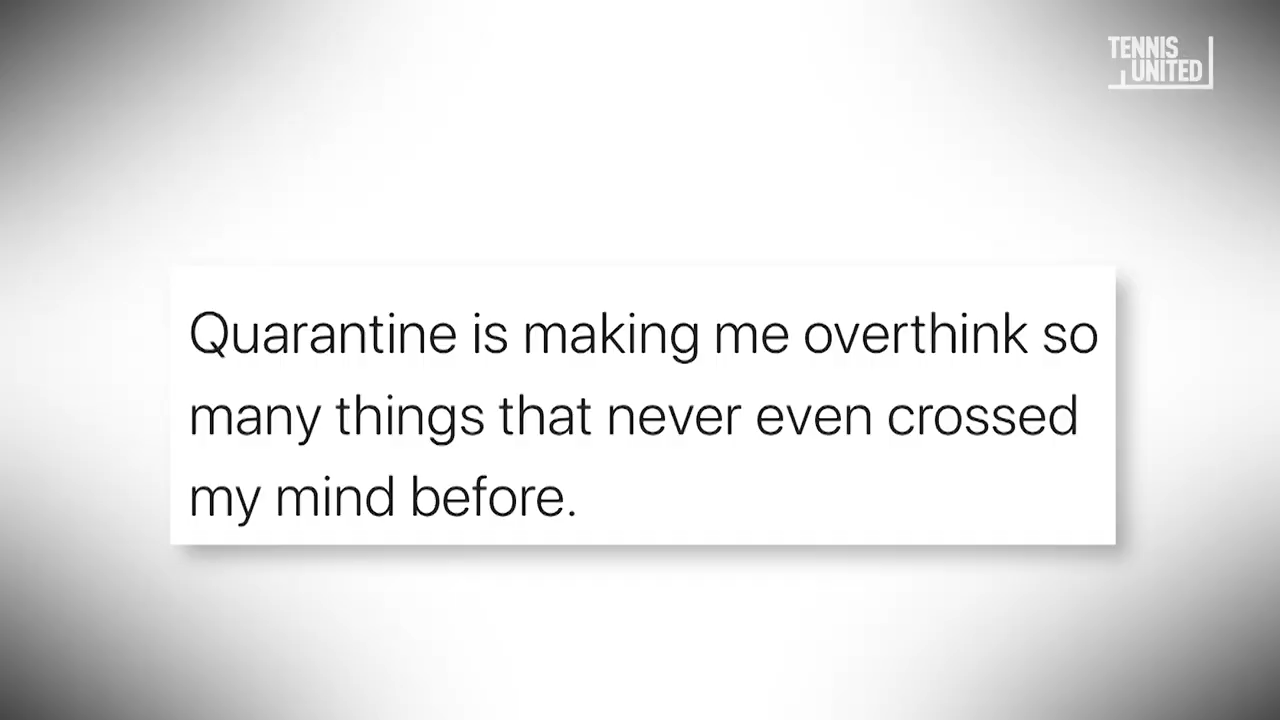 TENNIS
UNITED
Quarantine is making me overthink so
many things that never even crossed
my mind before.